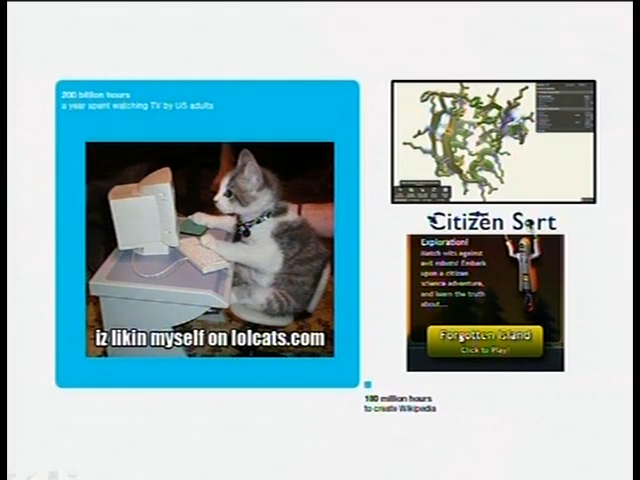 200 billion hours
a year spent watching TV by US adults
iz likin myself on lolcats.com
Citizen Sort
Exploration!
Match wits against
evil robots! Embark
upon a citizen
science adventure,
and learn the truth
about...
Forgotten Island
Click to Play!
100 million hours
to create Wikipedia